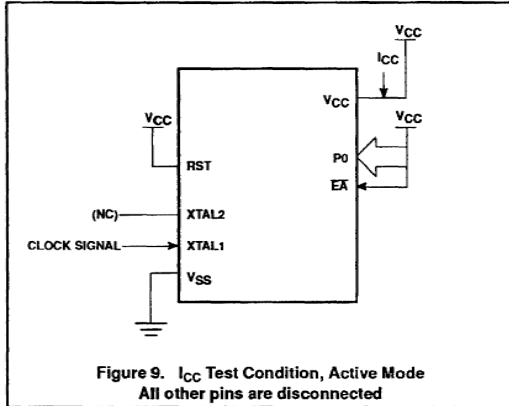 VCC
ICC
VCC
VCC
VCC
P0
RST
EA
(NC)
XTAL2
CLOCK SIGNAL
XTAL1
VSS
Figure 9. ICC Test Condition, Active Mode
All other pins are disconnected